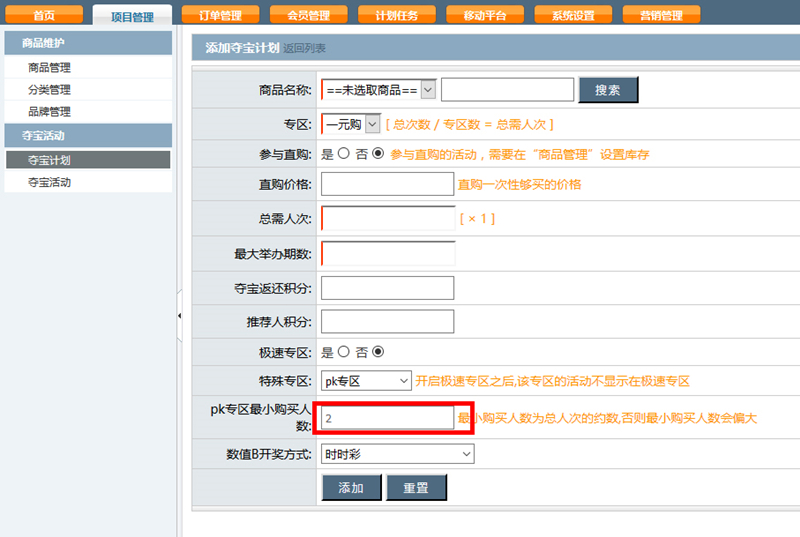 首页 项目管理 订单管理 会员管理 计划任务 移动平台 系统设置 营销管理
商品维护
商品管理
分类管理
品牌管理
夺宝活动
夺宝计划
夺宝活动
添加夺宝计划 返回列表
商品名称: ==未选取商品== 搜索
专区: 一元购 [ 总次数 / 专区数 = 总需人次 ]
参与直购: 是 否 参与直购的活动，需要在“商品管理”设置库存
直购价格: 直购一次性够买的价格
总需人次: [ × 1 ]
最大举办期数:
夺宝返还积分:
推荐人积分:
极速专区: 是 否
特殊专区: pk专区 开启极速专区之后,该专区的活动不显示在极速专区
pk专区最小购买人
数: 2 最小购买人数为总人次的约数,否则最小购买人数会偏大
数值B开奖方式: 时时彩
添加 重置